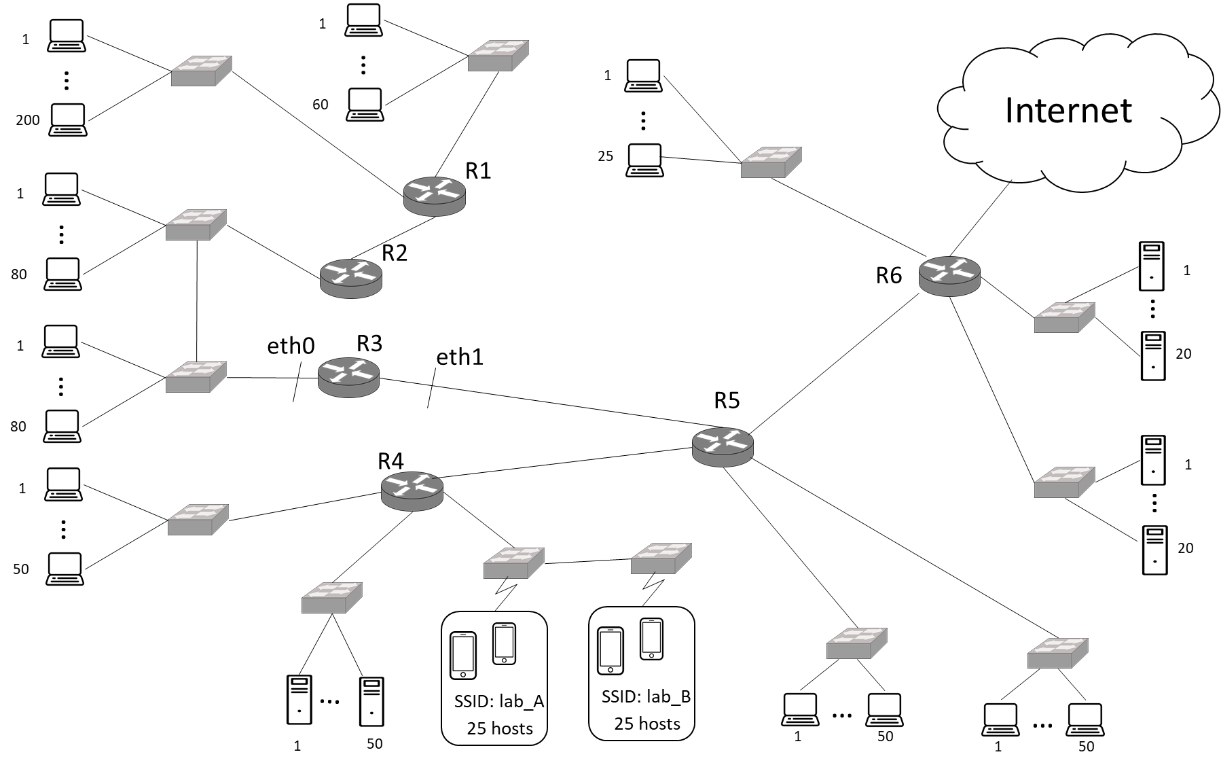 1
200
1
60
R1
1
25
Internet
1
80
R2
R6
1
20
1
80
eth0
R3
eth1
R5
1
20
1
50
R4
SSID: lab_A
25 hosts
SSID: lab_B
25 hosts
1
50
1
50
1
50